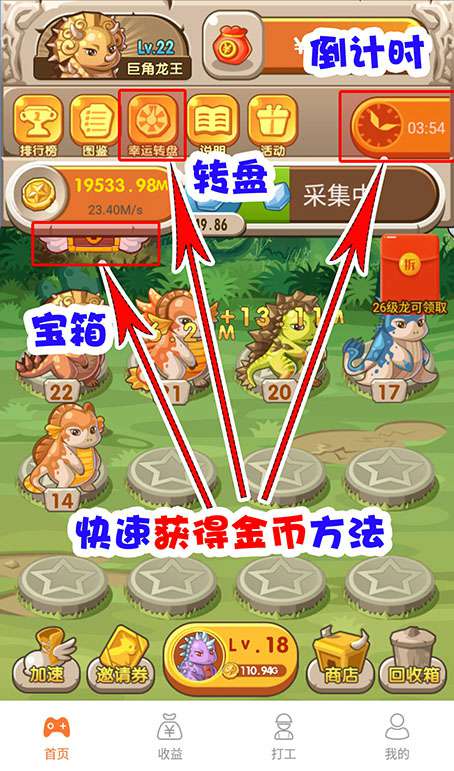 Lv.22
巨角龙王
倒计时
排行榜
图鉴
幸运转盘
说明
活动
03:54
转盘
19533.98M
23.40M/s
采集中
49.86
宝箱
折
26级龙可领取
+13.11M
2
M
22
21
20
17
14
快速获得金币方法
加速
邀请券
Lv.18
110.94G
商店
回收箱
首页
收益
打工
我的